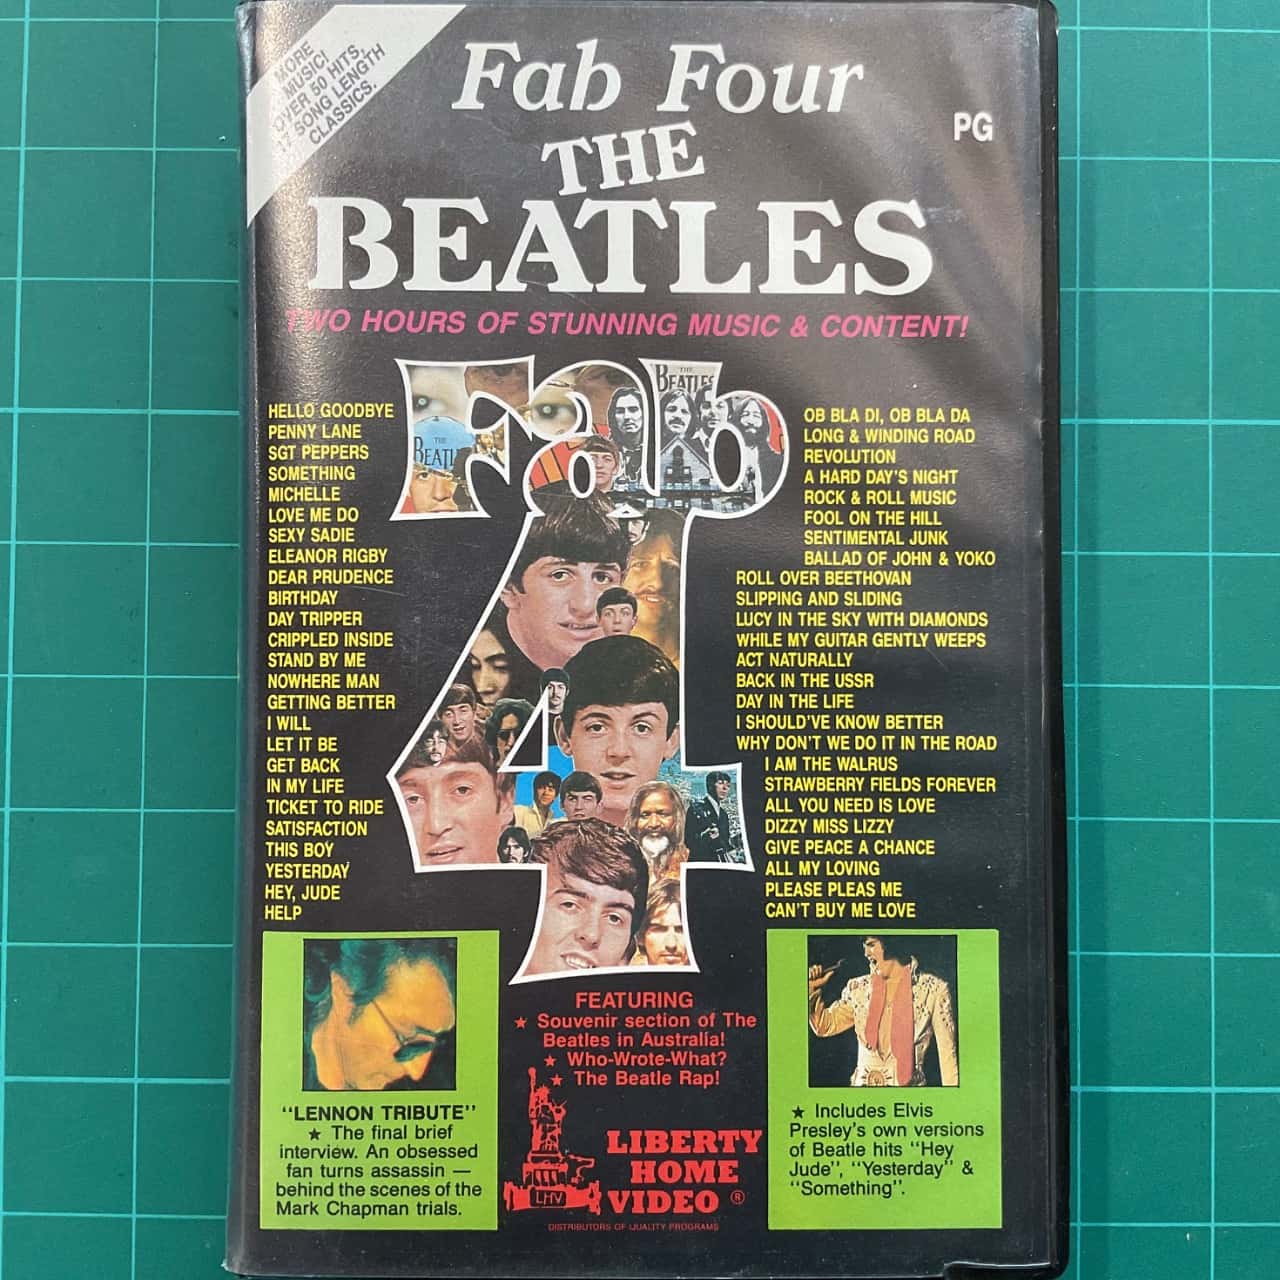 MORE
MUSIC!
OVER 50 HITS,
17 SONG LENGTH
CLASSICS.
Fab Four
THE
BEATLES
PG
TWO HOURS OF STUNNING MUSIC & CONTENT!
Fab
4
THE
BEATLES
THE
BEATL
HELLO GOODBYE
PENNY LANE
SGT PEPPERS
SOMETHING
MICHELLE
LOVE ME DO
SEXY SADIE
ELEANOR RIGBY
DEAR PRUDENCE
BIRTHDAY
DAY TRIPPER
CRIPPLED INSIDE
STAND BY ME
NOWHERE MAN
GETTING BETTER
I WILL
LET IT BE
GET BACK
IN MY LIFE
TICKET TO RIDE
SATISFACTION
THIS BOY
YESTERDAY
HEY, JUDE
HELP
OB BLA DI, OB BLA DA
LONG & WINDING ROAD
REVOLUTION
A HARD DAY'S NIGHT
ROCK & ROLL MUSIC
FOOL ON THE HILL
SENTIMENTAL JUNK
BALLAD OF JOHN & YOKO
ROLL OVER BEETHOVAN
SLIPPING AND SLIDING
LUCY IN THE SKY WITH DIAMONDS
WHILE MY GUITAR GENTLY WEEPS
ACT NATURALLY
BACK IN THE USSR
DAY IN THE LIFE
I SHOULD'VE KNOW BETTER
WHY DON'T WE DO IT IN THE ROAD
I AM THE WALRUS
STRAWBERRY FIELDS FOREVER
ALL YOU NEED IS LOVE
DIZZY MISS LIZZY
GIVE PEACE A CHANCE
ALL MY LOVING
PLEASE PLEAS ME
CAN'T BUY ME LOVE
"LENNON TRIBUTE"
★ The final brief
interview. An obsessed
fan turns assassin —
behind the scenes of the
Mark Chapman trials.
FEATURING
★ Souvenir section of The
Beatles in Australia!
★ Who-Wrote-What?
★ The Beatle Rap!
LHV
LIBERTY
HOME
VIDEO ®
DISTRIBUTORS OF QUALITY PROGRAMS
★ Includes Elvis
Presley's own versions
of Beatle hits "Hey
Jude", "Yesterday" &
"Something".